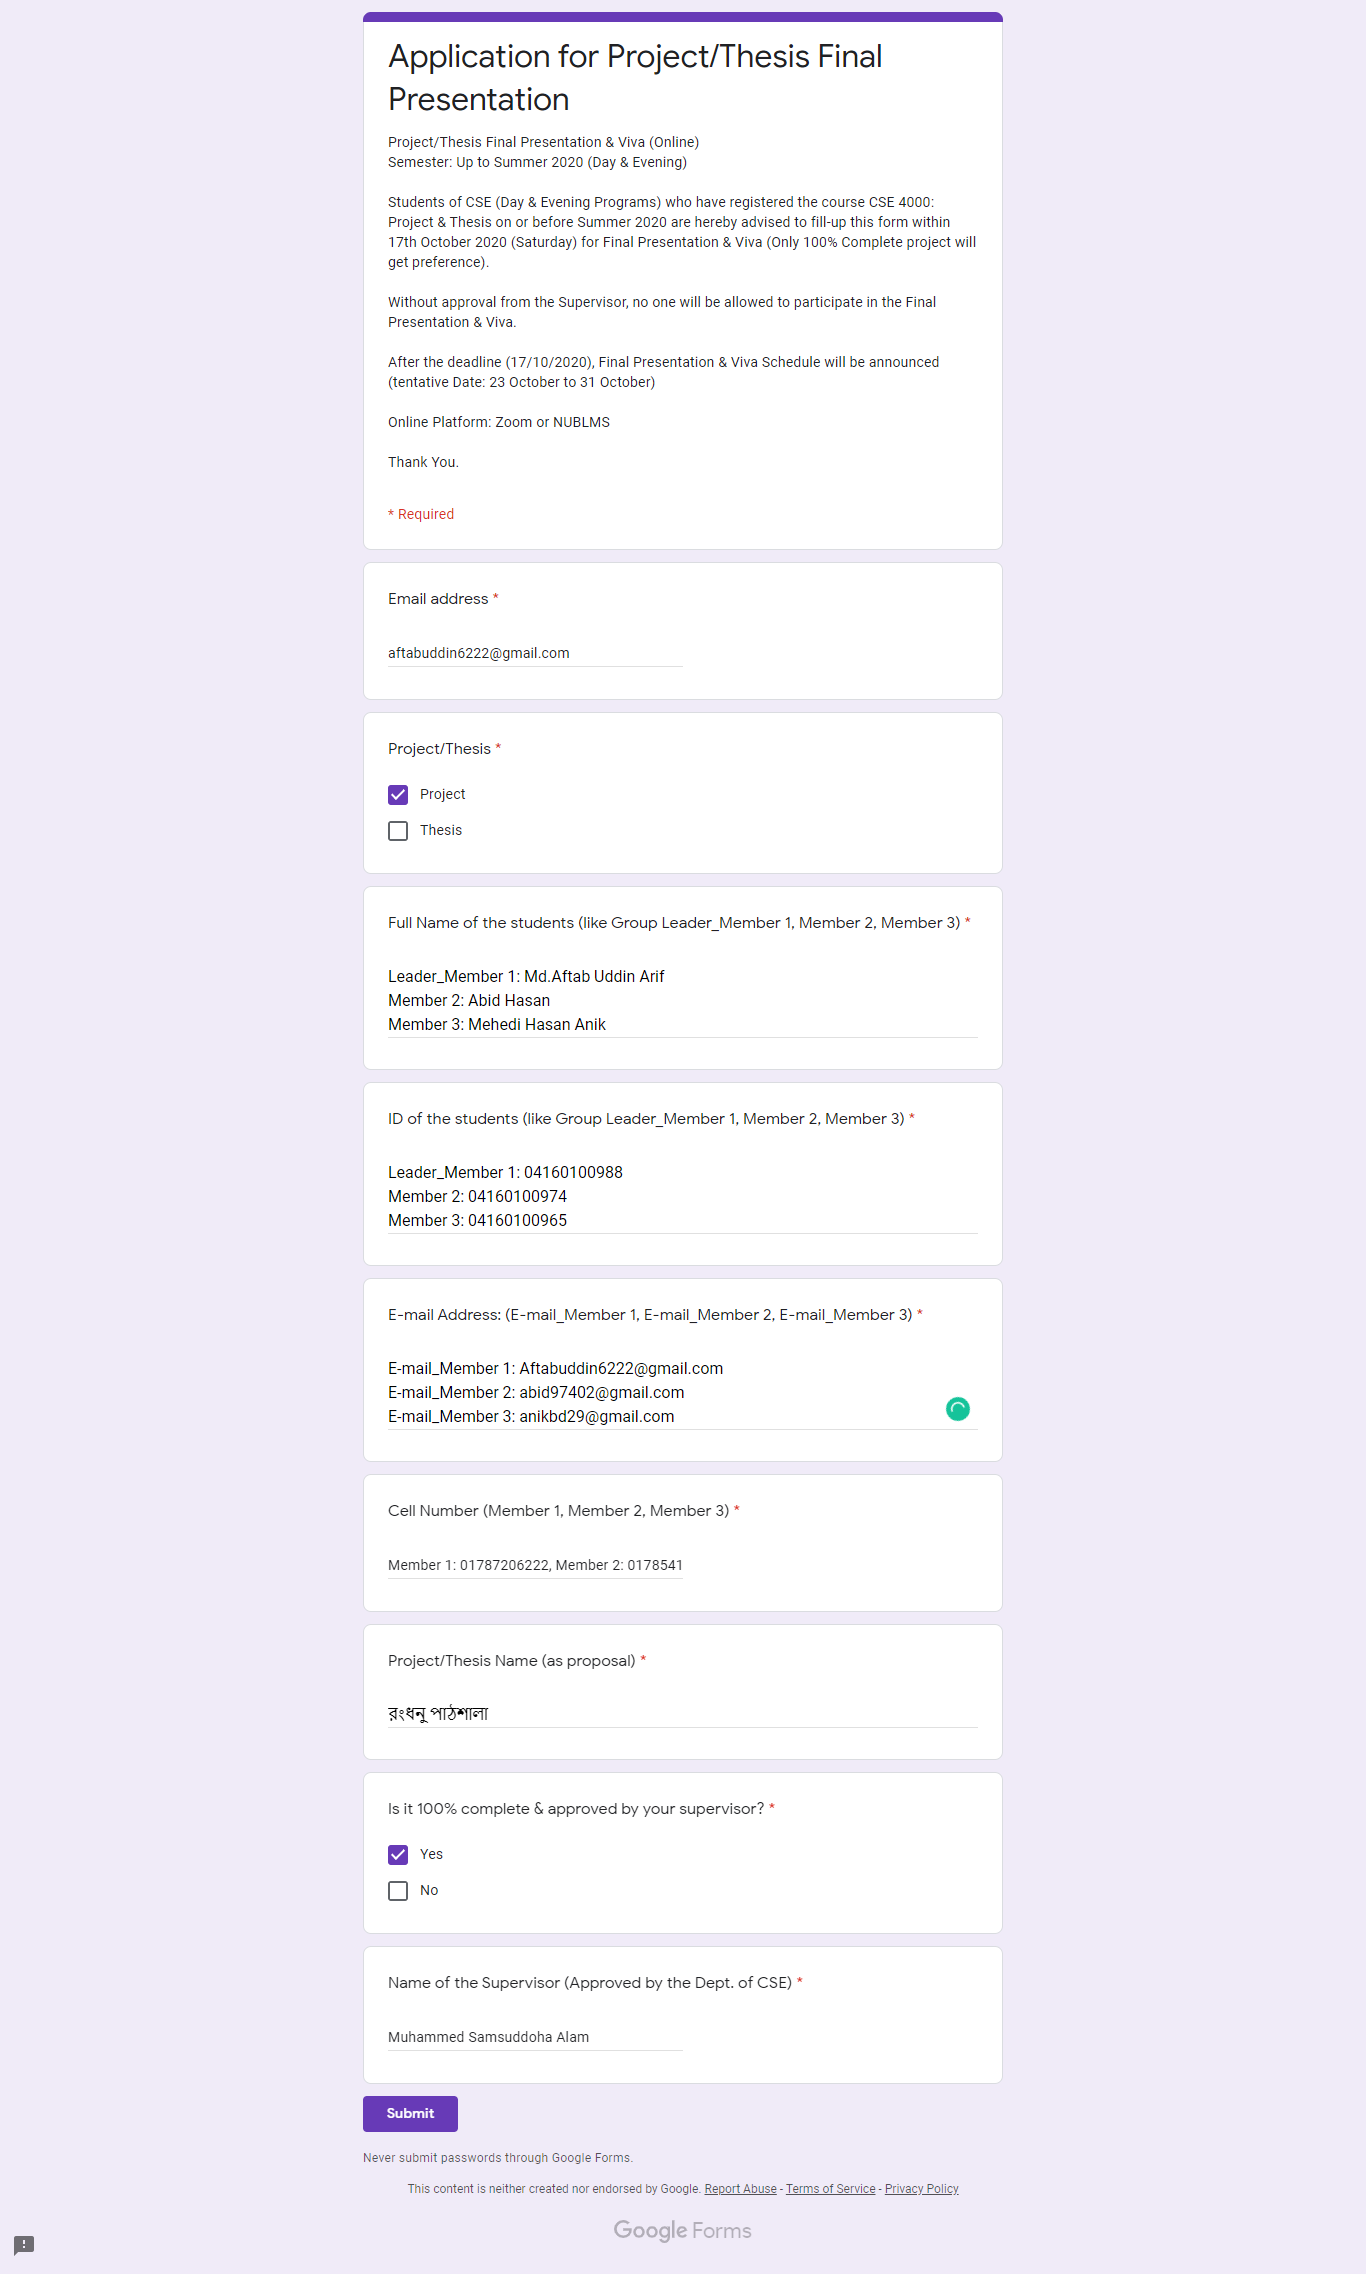 Application for Project/Thesis Final
Presentation
Project/Thesis Final Presentation & Viva (Online)
Semester: Up to Summer 2020 (Day & Evening)
Students of CSE (Day & Evening Programs) who have registered the course CSE 4000:
Project & Thesis on or before Summer 2020 are hereby advised to fill-up this form within
17th October 2020 (Saturday) for Final Presentation & Viva (Only 100% Complete project will
get preference).
Without approval from the Supervisor, no one will be allowed to participate in the Final
Presentation & Viva.
After the deadline (17/10/2020), Final Presentation & Viva Schedule will be announced
(tentative Date: 23 October to 31 October)
Online Platform: Zoom or NUBLMS
Thank You.
* Required
Email address *
aftabuddin6222@gmail.com
Project/Thesis *
Project
Thesis
Full Name of the students (like Group Leader_Member 1, Member 2, Member 3) *
Leader_Member 1: Md.Aftab Uddin Arif
Member 2: Abid Hasan
Member 3: Mehedi Hasan Anik
ID of the students (like Group Leader_Member 1, Member 2, Member 3) *
Leader_Member 1: 04160100988
Member 2: 04160100974
Member 3: 04160100965
E-mail Address: (E-mail_Member 1, E-mail_Member 2, E-mail_Member 3) *
E-mail_Member 1: Aftabuddin6222@gmail.com
E-mail_Member 2: abid97402@gmail.com
E-mail_Member 3: anikbd29@gmail.com
Cell Number (Member 1, Member 2, Member 3) *
Member 1: 01787206222, Member 2: 0178541
Project/Thesis Name (as proposal) *
রংধনু পাঠশালা
Is it 100% complete & approved by your supervisor? *
Yes
No
Name of the Supervisor (Approved by the Dept. of CSE) *
Muhammed Samsuddoha Alam
Submit
Never submit passwords through Google Forms.
This content is neither created nor endorsed by Google. Report Abuse - Terms of Service - Privacy Policy
Google Forms